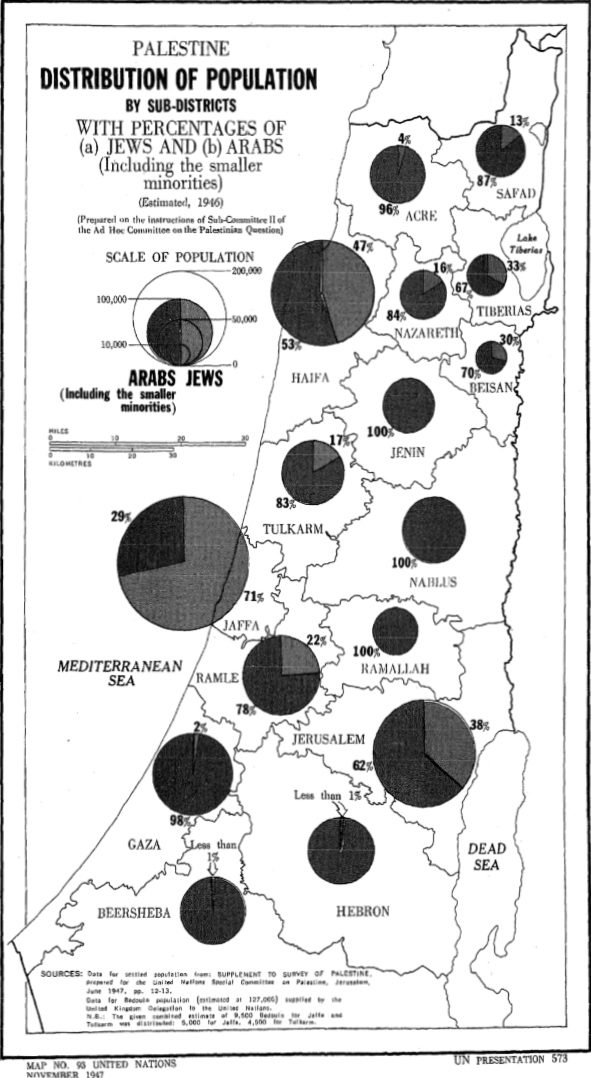 PALESTINE
DISTRIBUTION OF POPULATION
BY SUB-DISTRICTS
WITH PERCENTAGES OF
(a) JEWS AND (b) ARABS
(Including the smaller
minorities)
(Estimated, 1946)
(Prepared on the instructions of Sub-Committee II of
the Ad Hoc Committee on the Palestinian Question)
SCALE OF POPULATION
200,000
100,000
50,000
10,000
0
ARABS JEWS
(Including the smaller
minorities)
MILES
0 10 20 30
0 10 20 30
KILOMETRES
4%
96%
ACRE
13%
87%
SAFAD
Lake
Tiberias
47%
53%
HAIFA
16%
84%
NAZARETH
33%
67%
TIBERIAS
30%
70%
BEISAN
100%
JENIN
17%
83%
TULKARM
100%
NABLUS
29%
71%
JAFFA
MEDITERRANEAN
SEA
22%
78%
RAMLE
100%
RAMALLAH
JERUSALEM
38%
62%
2%
98%
GAZA
Less than 1%
HEBRON
Less than
1%
BEERSHEBA
DEAD
SEA
SOURCES: Data for settled population from: SUPPLEMENT TO SURVEY OF PALESTINE,
prepared for the United Nations Special Committee on Palestine, Jerusalem,
June 1947, pp. 12-13.
Data for Bedouin population (estimated at 127,000) supplied by the
United Kingdom Delegation to the United Nations.
N.B.: The given combined estimate of 9,500 Bedouin for Jaffa and
Tulkarm was distributed: 5,000 for Jaffa, 4,500 for Tulkarm.
MAP NO. 93 UNITED NATIONS
NOVEMBER 1947
UN PRESENTATION 573